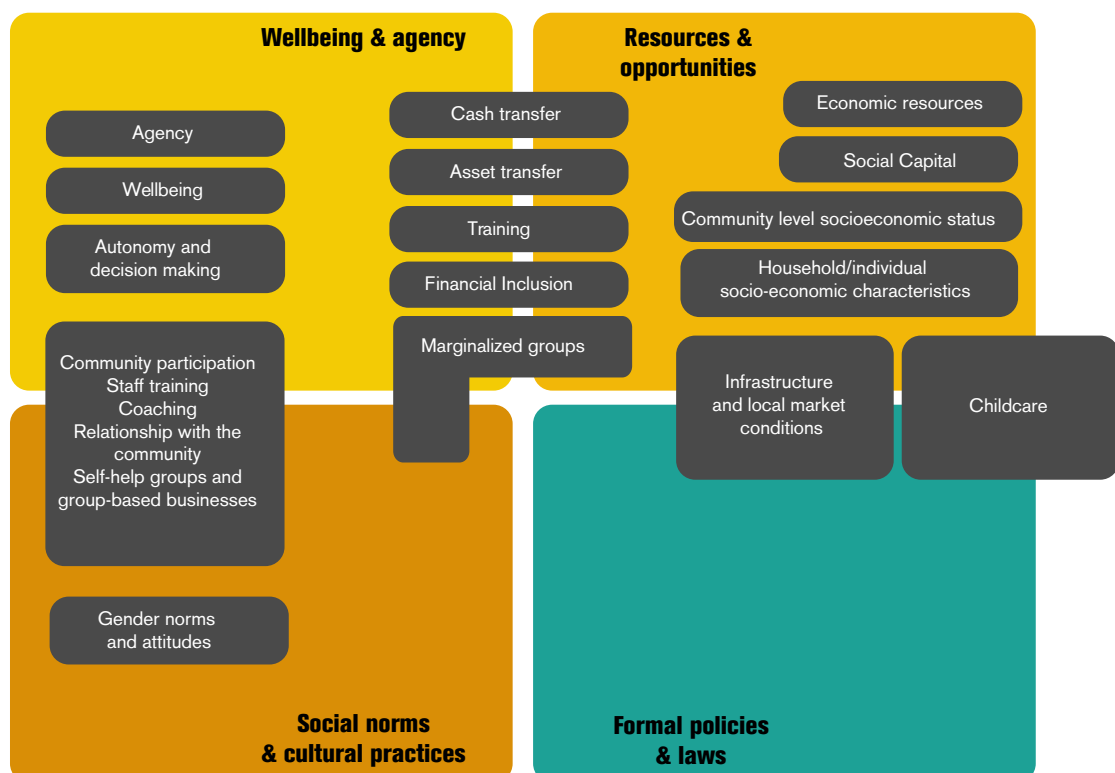 Wellbeing & agency
Agency
Wellbeing
Autonomy and
decision making
Cash transfer
Asset transfer
Training
Financial Inclusion
Marginalized groups
Resources &
opportunities
Economic resources
Social Capital
Community level socioeconomic status
Household/individual
socio-economic characteristics
Infrastructure
and local market
conditions
Childcare
Community participation
Staff training
Coaching
Relationship with the
community
Self-help groups and
group-based businesses
Gender norms
and attitudes
Social norms
& cultural practices
Formal policies
& laws